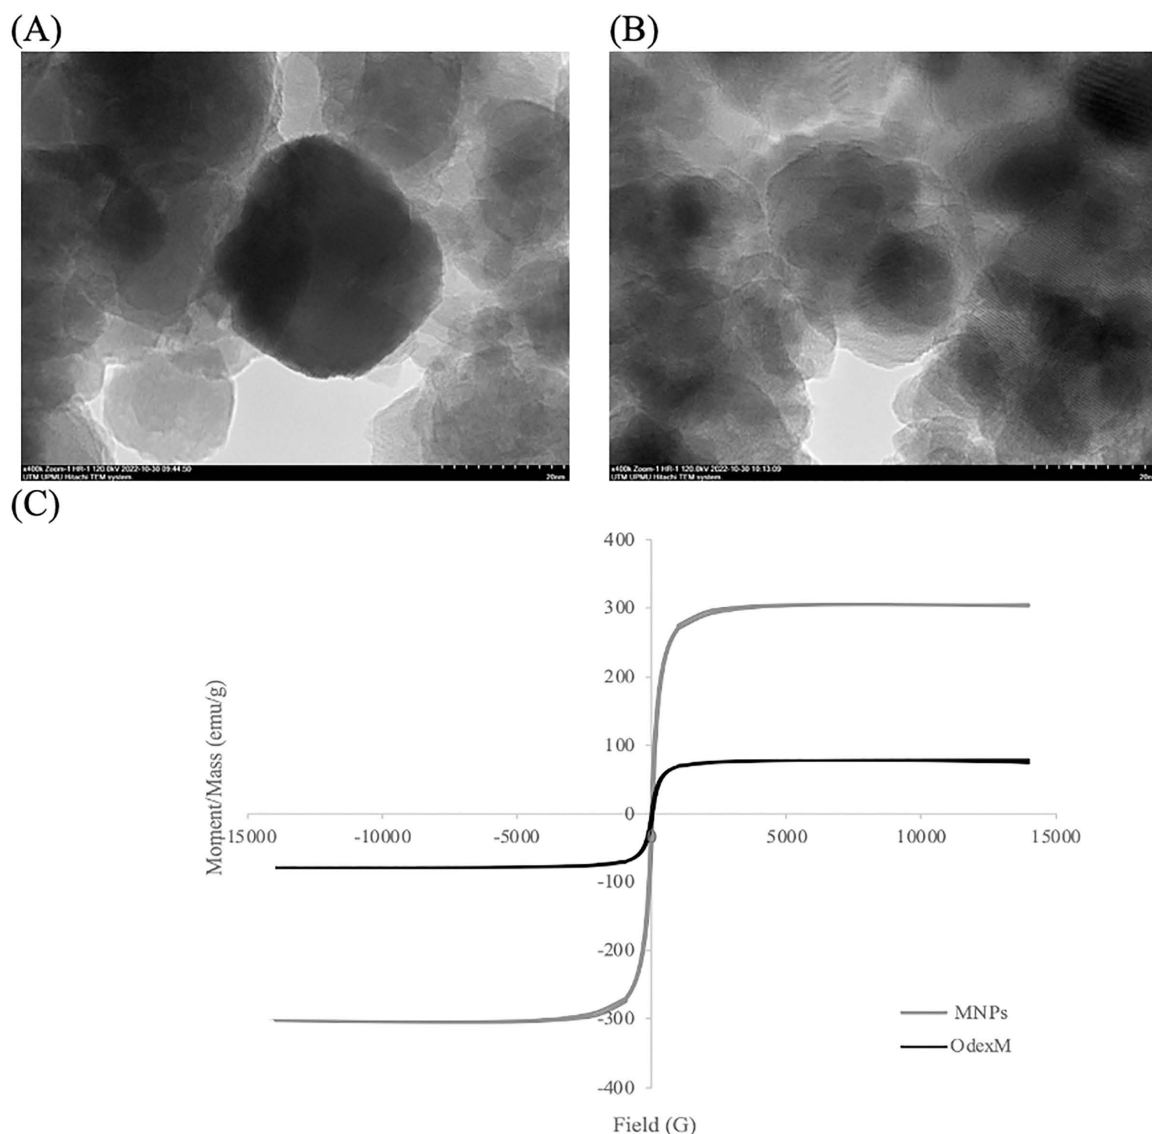 (A)
(B)
x400k Zoom-1 HR-1 120.0kV 2022-10-30 09:44:50
UTM UPMU Hitachi TEM system
20nm
x400k Zoom-1 HR-1 120.0kV 2022-10-30 10:13:09
UTM UPMU Hitachi TEM system
20nm
(C)
Moment/Mass (emu/g)
400
300
200
100
0
-15000
-10000
-5000
5000
10000
15000
-100
-200
-300
-400
MNPs
OdexM
Field (G)